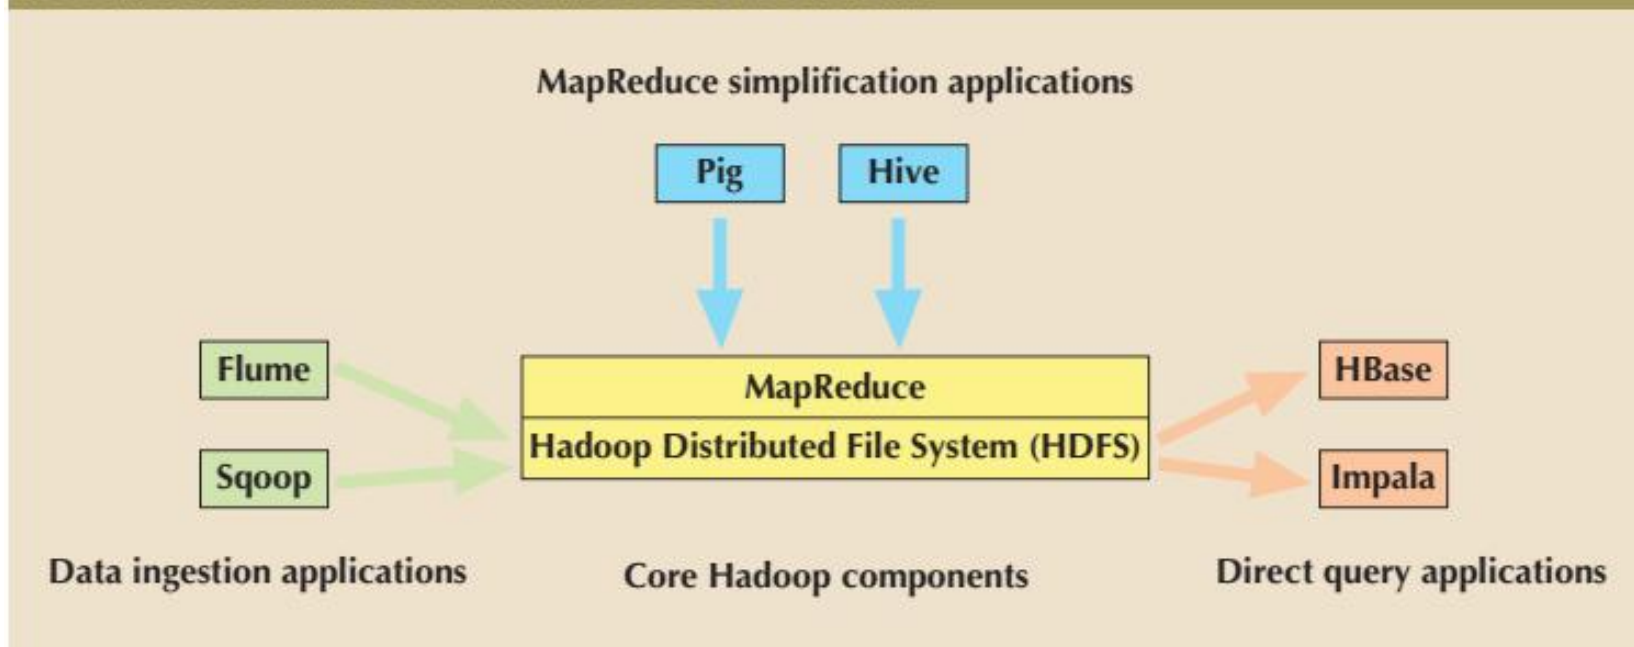 MapReduce simplification applications
Pig
Hive
Flume
MapReduce
HBase
Hadoop Distributed File System (HDFS)
Sqoop
Impala
Data ingestion applications
Core Hadoop components
Direct query applications